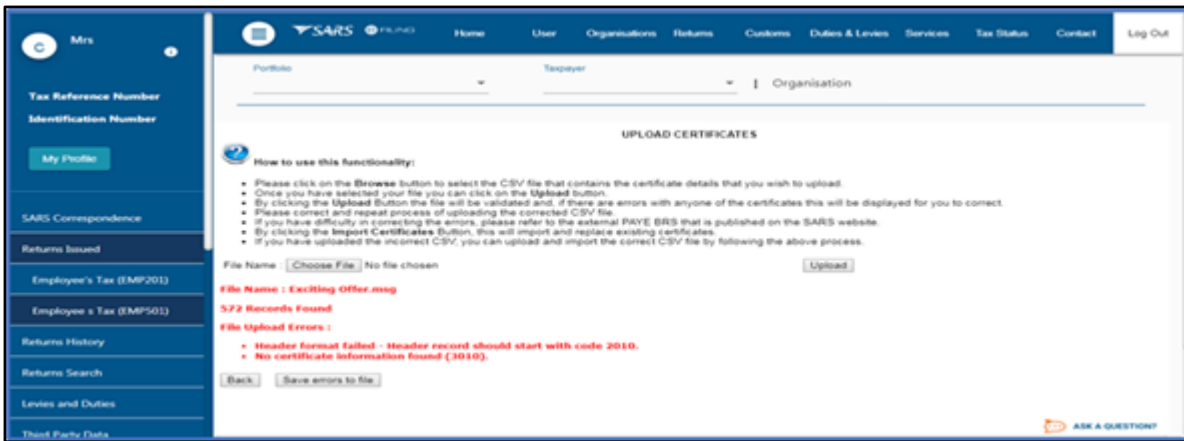 C
Mrs
Tax Reference Number
Identification Number
My Profile
SARS Correspondence
Returns Issued
Employee's Tax (EMP201)
Employee s Tax (EMP501)
Returns History
Returns Search
Levies and Duties
Third Party Data
SARS eFILING
Home
User
Organisations
Returns
Customs
Duties & Levies
Services
Tax Status
Contact
Log Out
Portfolio
Taxpayer
Organisation
UPLOAD CERTIFICATES
How to use this functionality:
• Please click on the Browse button to select the CSV file that contains the certificate details that you wish to upload.
• Once you have selected your file you can click on the Upload button.
• By clicking the Upload Button the file will be validated and, if there are errors with anyone of the certificates this will be displayed for you to correct.
• Please correct and repeat process of uploading the corrected CSV file.
• If you have difficulty in correcting the errors, please refer to the external PAYE BRS that is published on the SARS website.
• By clicking the Import Certificates Button, this will import and replace existing certificates.
• If you have uploaded the incorrect CSV, you can upload and import the correct CSV file by following the above process.
File Name : Choose File No file chosen Upload
File Name : Exciting Offer.msg
572 Records Found
File Upload Errors :
• Header format failed - Header record should start with code 2010.
• No certificate information found (3010).
Back Save errors to file
ASK A QUESTION?